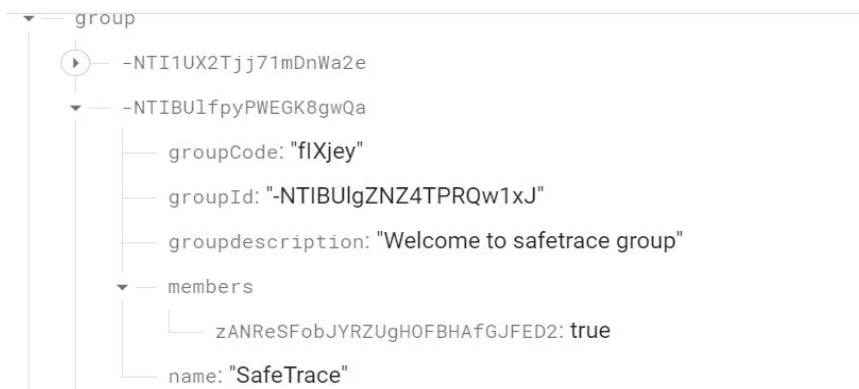 group
-NTI1UX2Tjj71mDnWa2e
-NTIBUlfpyPWEGK8gwQa
groupCode: "fIXjey"
groupId: "-NTIBUlgZNZ4TPRQw1xJ"
groupdescription: "Welcome to safetrace group"
members
zANReSFobJYRZUgHOFBHAfGJFED2: true
name: "SafeTrace"